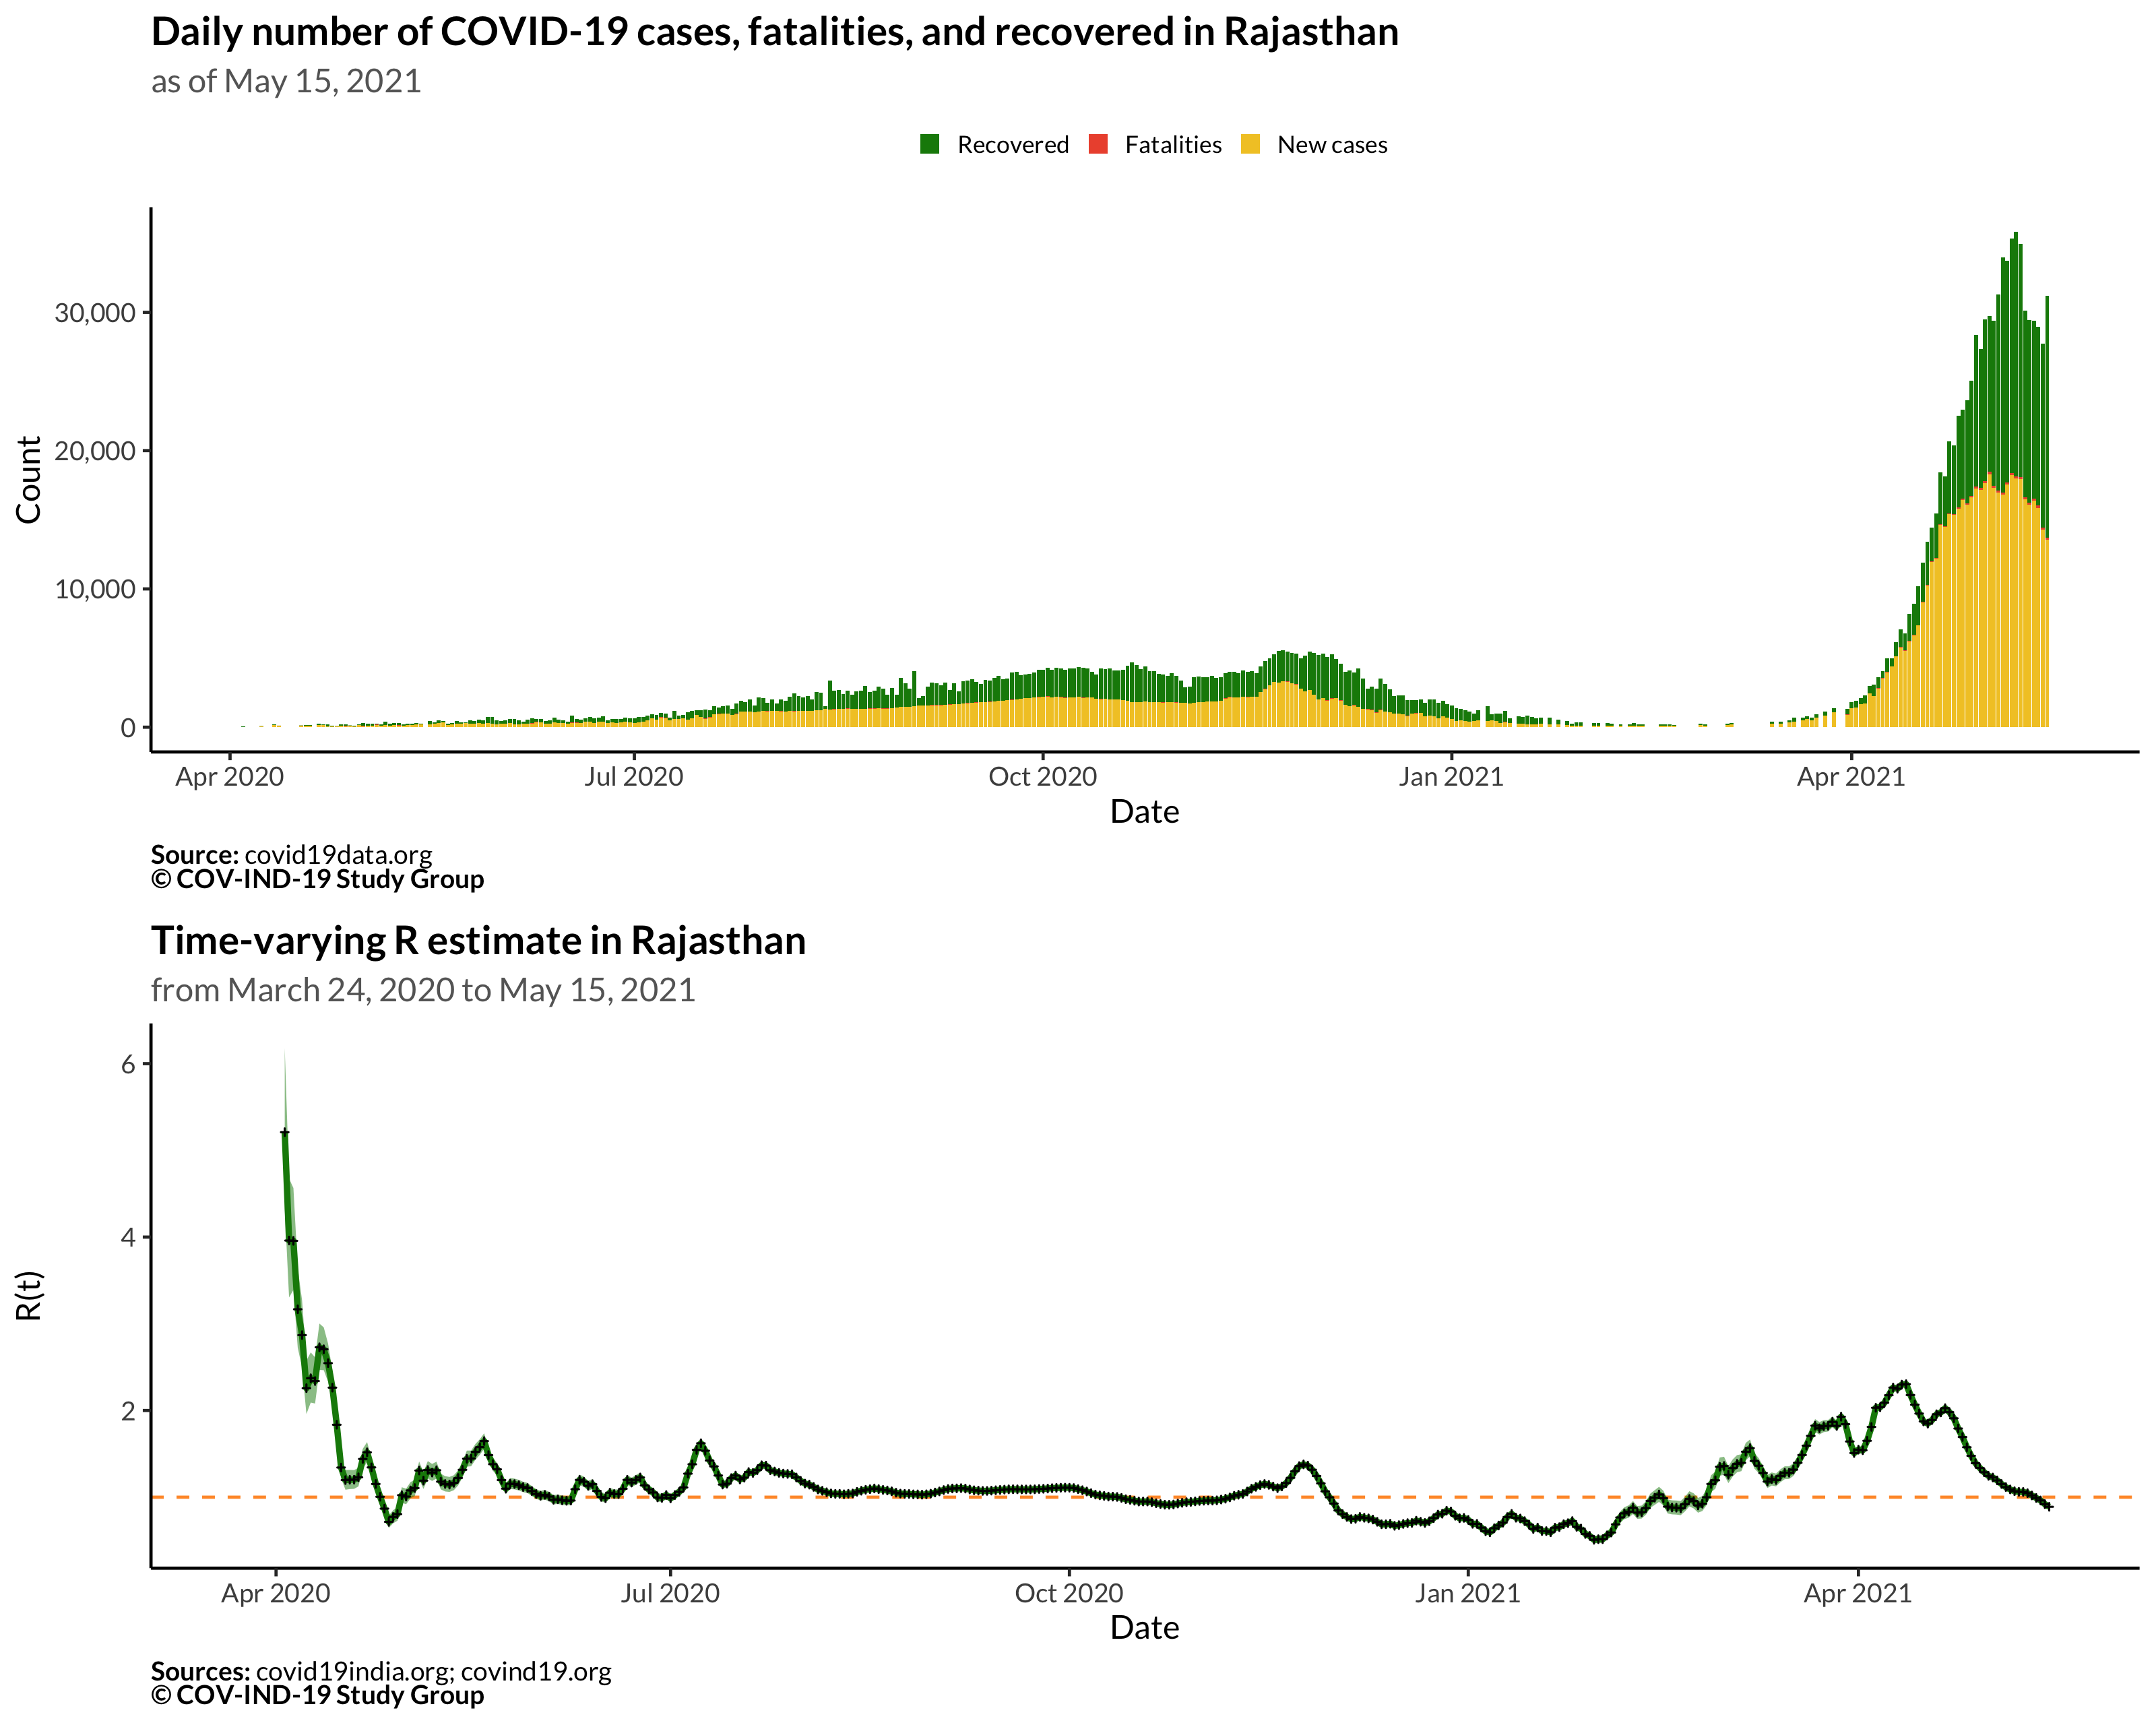 Daily number of COVID-19 cases, fatalities, and recovered in Rajasthan
as of May 15, 2021
Recovered Fatalities New cases
Count
30,000
20,000
10,000
0
Apr 2020 Jul 2020 Oct 2020 Jan 2021 Apr 2021
Date
Source: covid19data.org
© COV-IND-19 Study Group
Time-varying R estimate in Rajasthan
from March 24, 2020 to May 15, 2021
R(t)
6
4
2
Apr 2020 Jul 2020 Oct 2020 Jan 2021 Apr 2021
Date
Sources: covid19india.org; covind19.org
© COV-IND-19 Study Group